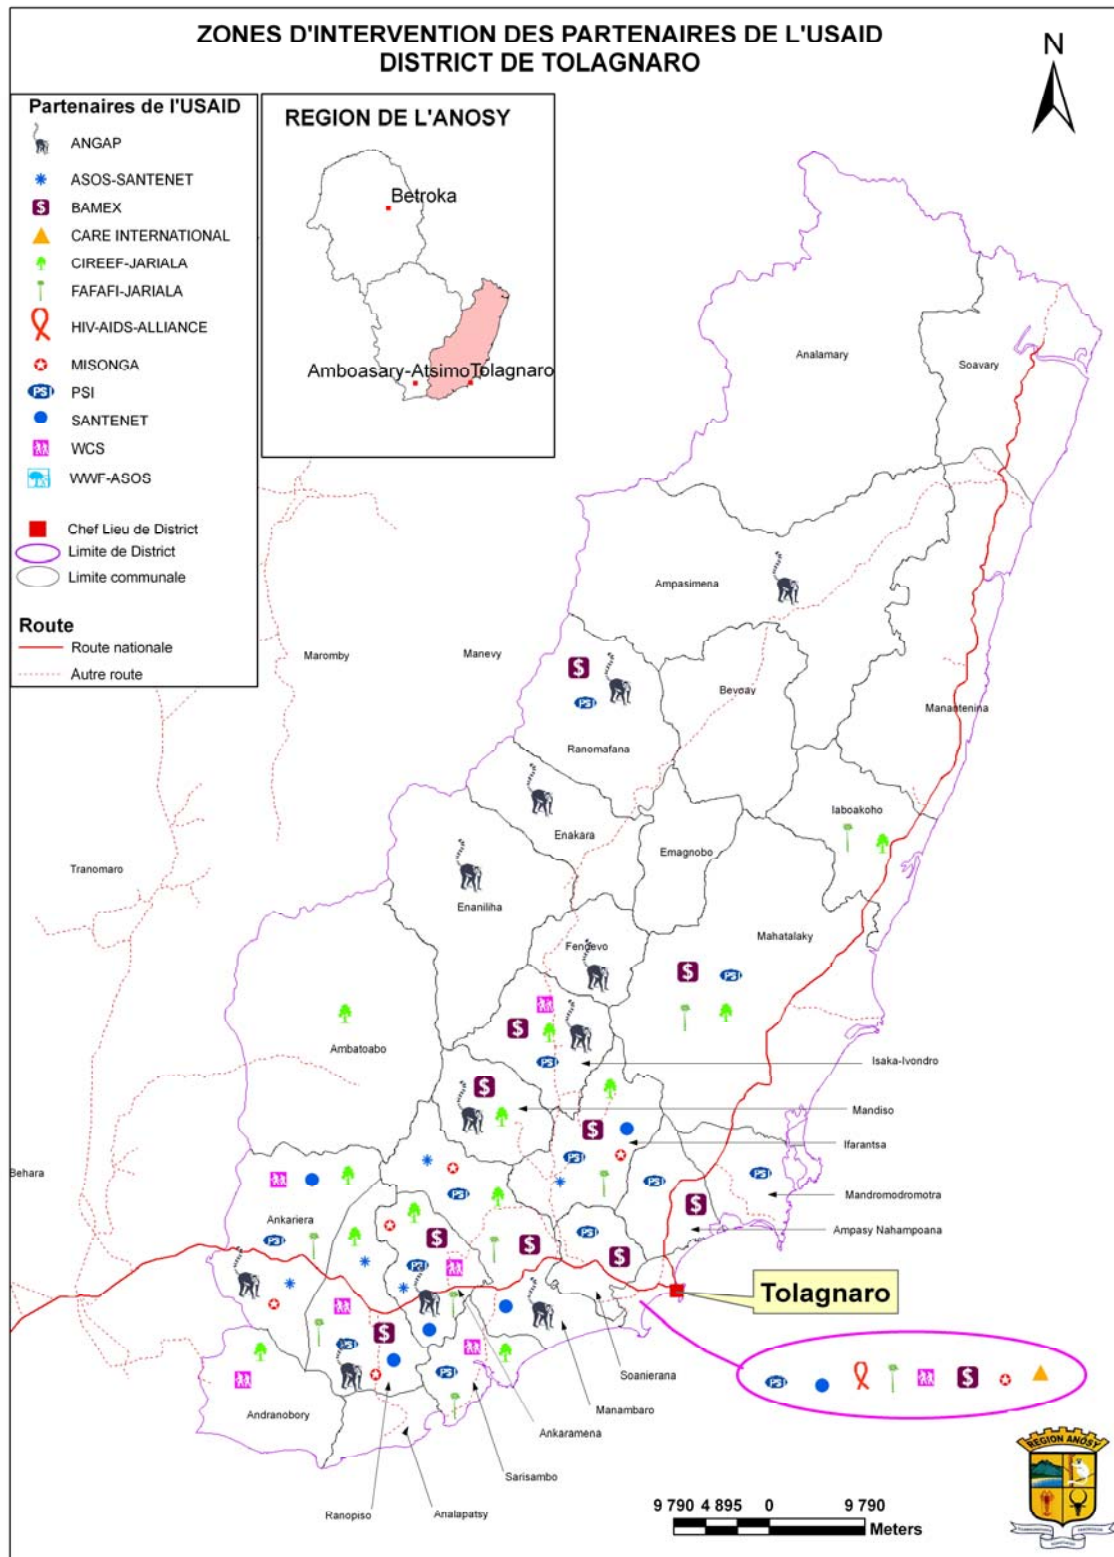 ZONES D'INTERVENTION DES PARTENAIRES DE L'USAID
DISTRICT DE TOLAGNARO
N
Partenaires de l'USAID
ANGAP
ASOS-SANTENET
$ BAMEX
CARE INTERNATIONAL
CIREEF-JARIALA
FAFAFI-JARIALA
HIV-AIDS-ALLIANCE
MISONGA
PSI PSI
SANTENET
WCS
WWF-ASOS
Chef Lieu de District
Limite de District
Limite communale
Route
Route nationale
Autre route
REGION DE L'ANOSY
Betroka
Amboasary-Atsimo
Tolagnaro
Analamary
Soavary
Ampasimena
Maromby
Manevy
Bevoay
Manantenina
Ranomafana
Iaboakoho
Enakara
Emagnobo
Tranomaro
Enaniliha
Fendevo
Mahatalaky
Ambatoabo
Isaka-Ivondro
Mandiso
Ifarantsa
Behara
Mandromodromotra
Ankariera
Ampasy Nahampoana
Tolagnaro
Soanierana
Manambaro
Andranobory
Ankaramena
Sarisambo
Ranopiso
Analapatsy
9 790 4 895 0 9 790
Meters
REGION ANOSY